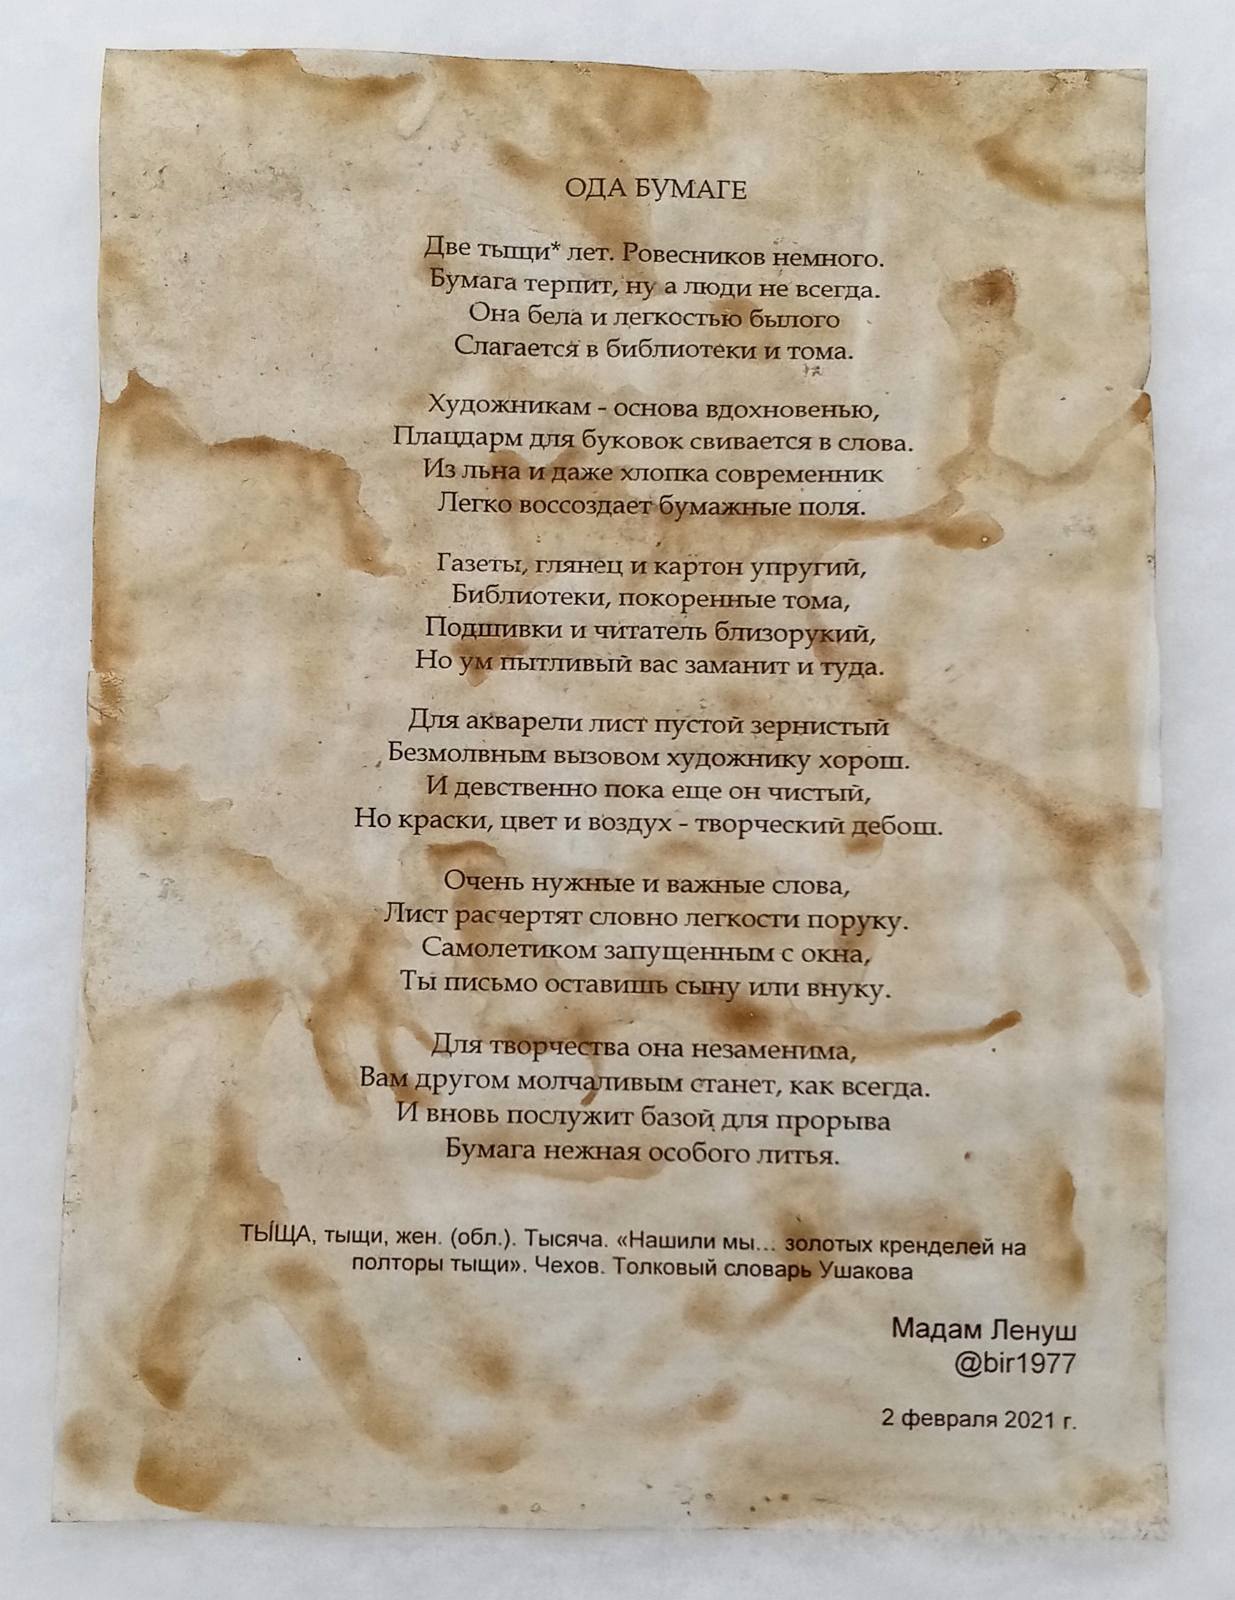 ОДА БУМАГЕ
Две тыщи* лет. Ровесников немного.
Бумага терпит, ну а люди не всегда.
Она бела и легкостью былого
Слагается в библиотеки и тома.
Художникам - основа вдохновенью,
Плацдарм для буковок свивается в слова.
Из льна и даже хлопка современник
Легко воссоздает бумажные поля.
Газеты, глянец и картон упругий,
Библиотеки, покоренные тома,
Подшивки и читатель близорукий,
Но ум пытливый вас заманит и туда.
Для акварели лист пустой зернистый
Безмолвным вызовом художнику хорош.
И девственно пока еще он чистый,
Но краски, цвет и воздух - творческий дебош.
Очень нужные и важные слова,
Лист расчертят словно легкости поруку.
Самолетиком запущенным с окна,
Ты письмо оставишь сыну или внуку.
Для творчества она незаменима,
Вам другом молчаливым станет, как всегда.
И вновь послужит базой для прорыва
Бумага нежная особого литья.
ТЫ́ЩА, тыщи, жен. (обл.). Тысяча. «Нашили мы... золотых кренделей на
полторы тыщи». Чехов. Толковый словарь Ушакова
Мадам Ленуш
@bir1977
2 февраля 2021 г.